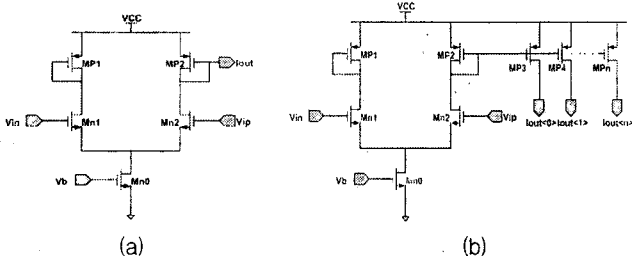 VCC
MP1
MP2
Iout
Vin
Mn1
Mn2
Vip
Vb
Mn0
(a)
VCC
MP1
MP2
MP3
MP4
MPn
Vin
Mn1
Mn2
Vip
Iout<0>
Iout<1>
Iout<n>
Vb
Mn0
(b)